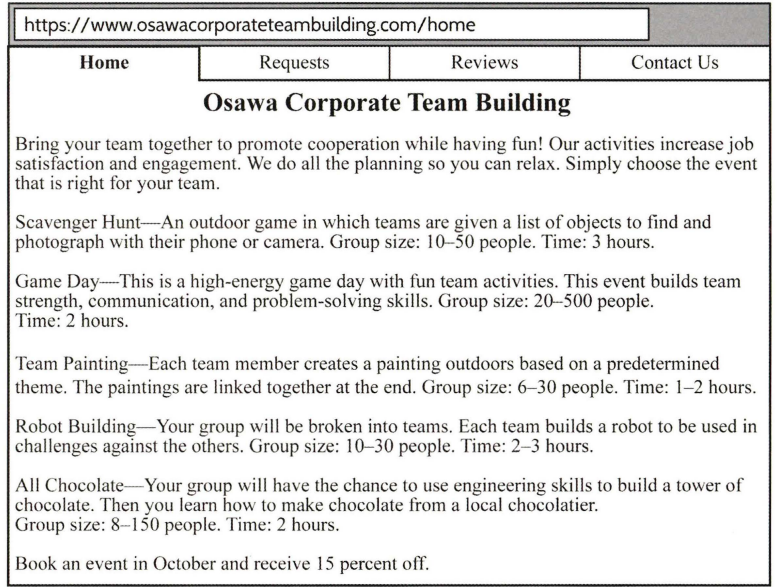 https://www.osawacorporateteambuilding.com/home
Home Requests Reviews Contact Us
Osawa Corporate Team Building
Bring your team together to promote cooperation while having fun! Our activities increase job
satisfaction and engagement. We do all the planning so you can relax. Simply choose the event
that is right for your team.
Scavenger Hunt—An outdoor game in which teams are given a list of objects to find and
photograph with their phone or camera. Group size: 10–50 people. Time: 3 hours.
Game Day—This is a high-energy game day with fun team activities. This event builds team
strength, communication, and problem-solving skills. Group size: 20–500 people.
Time: 2 hours.
Team Painting—Each team member creates a painting outdoors based on a predetermined
theme. The paintings are linked together at the end. Group size: 6–30 people. Time: 1–2 hours.
Robot Building—Your group will be broken into teams. Each team builds a robot to be used in
challenges against the others. Group size: 10–30 people. Time: 2–3 hours.
All Chocolate—Your group will have the chance to use engineering skills to build a tower of
chocolate. Then you learn how to make chocolate from a local chocolatier.
Group size: 8–150 people. Time: 2 hours.
Book an event in October and receive 15 percent off.